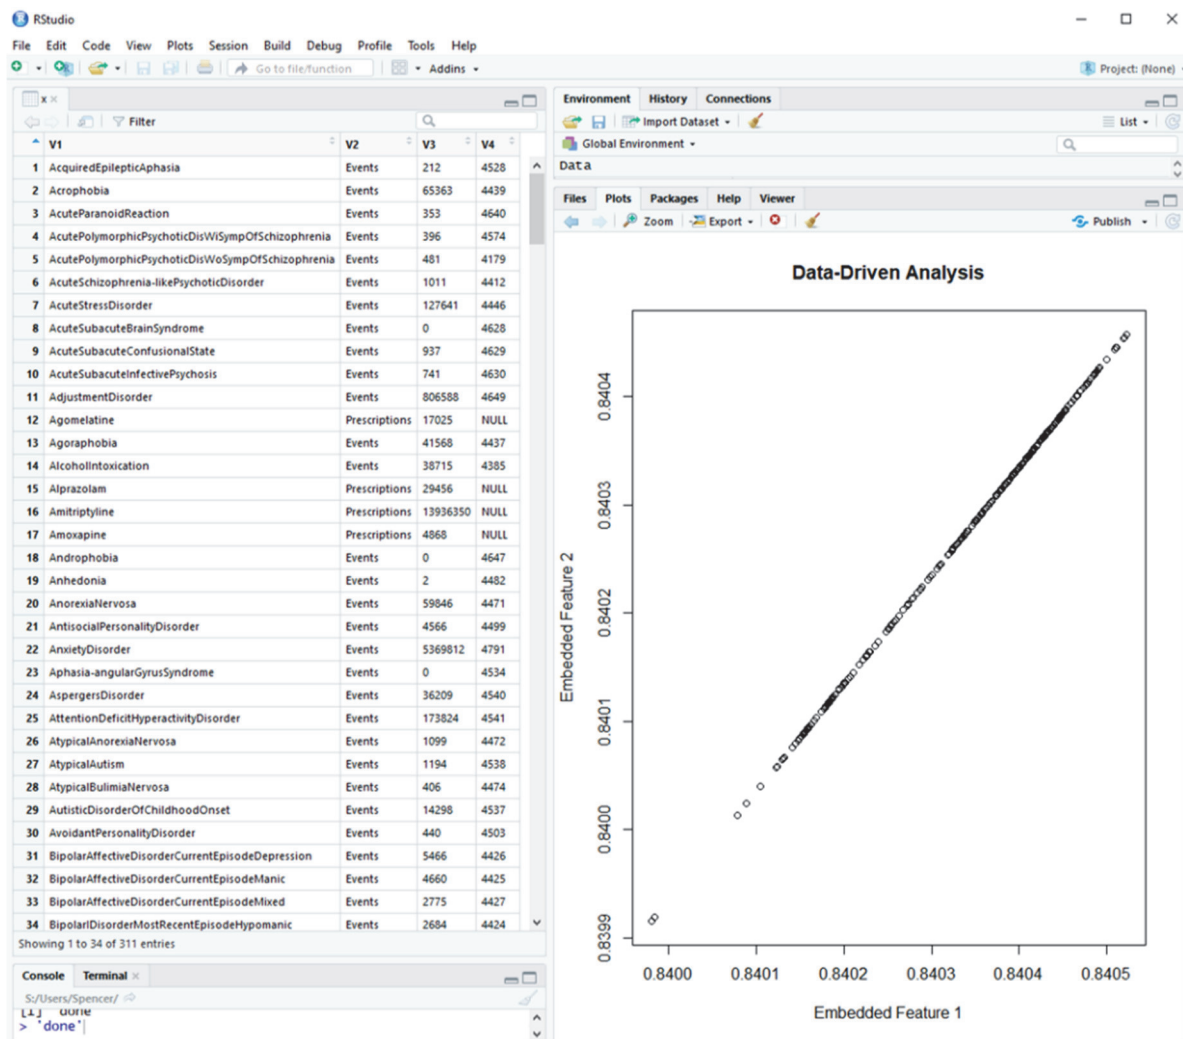 RStudio
File Edit Code View Plots Session Build Debug Profile Tools Help
Go to file/function Addins Project: (None)
x
Filter
V1 V2 V3 V4
1 AcquiredEpilepticAphasia Events 212 4528
2 Acrophobia Events 65363 4439
3 AcuteParanoidReaction Events 353 4640
4 AcutePolymorphicPsychoticDisWiSympOfSchizophrenia Events 396 4574
5 AcutePolymorphicPsychoticDisWoSympOfSchizophrenia Events 481 4179
6 AcuteSchizophrenia-likePsychoticDisorder Events 1011 4412
7 AcuteStressDisorder Events 127641 4446
8 AcuteSubacuteBrainSyndrome Events 0 4628
9 AcuteSubacuteConfusionalState Events 937 4629
10 AcuteSubacuteInfectivePsychosis Events 741 4630
11 AdjustmentDisorder Events 806588 4649
12 Agomelatine Prescriptions 17025 NULL
13 Agoraphobia Events 41568 4437
14 AlcoholIntoxication Events 38715 4385
15 Alprazolam Prescriptions 29456 NULL
16 Amitriptyline Prescriptions 13936350 NULL
17 Amoxapine Prescriptions 4868 NULL
18 Androphobia Events 0 4647
19 Anhedonia Events 2 4482
20 AnorexiaNervosa Events 59846 4471
21 AntisocialPersonalityDisorder Events 4566 4499
22 AnxietyDisorder Events 5369812 4791
23 Aphasia-angularGyrusSyndrome Events 0 4534
24 AspergersDisorder Events 36209 4540
25 AttentionDeficitHyperactivityDisorder Events 173824 4541
26 AtypicalAnorexiaNervosa Events 1099 4472
27 AtypicalAutism Events 1194 4538
28 AtypicalBulimiaNervosa Events 406 4474
29 AutisticDisorderOfChildhoodOnset Events 14298 4537
30 AvoidantPersonalityDisorder Events 440 4503
31 BipolarAffectiveDisorderCurrentEpisodeDepression Events 5466 4426
32 BipolarAffectiveDisorderCurrentEpisodeManic Events 4660 4425
33 BipolarAffectiveDisorderCurrentEpisodeMixed Events 2775 4427
34 BipolarIDisorderMostRecentEpisodeHypomanic Events 2684 4424
Showing 1 to 34 of 311 entries
Console Terminal
S:/Users/Spencer/
[1] "done"
> 'done'
Environment History Connections
Import Dataset List
Global Environment
Data
Files Plots Packages Help Viewer
Zoom Export Publish
Data-Driven Analysis
Embedded Feature 2
0.8399 0.8400 0.8401 0.8402 0.8403 0.8404
0.8400 0.8401 0.8402 0.8403 0.8404 0.8405
Embedded Feature 1